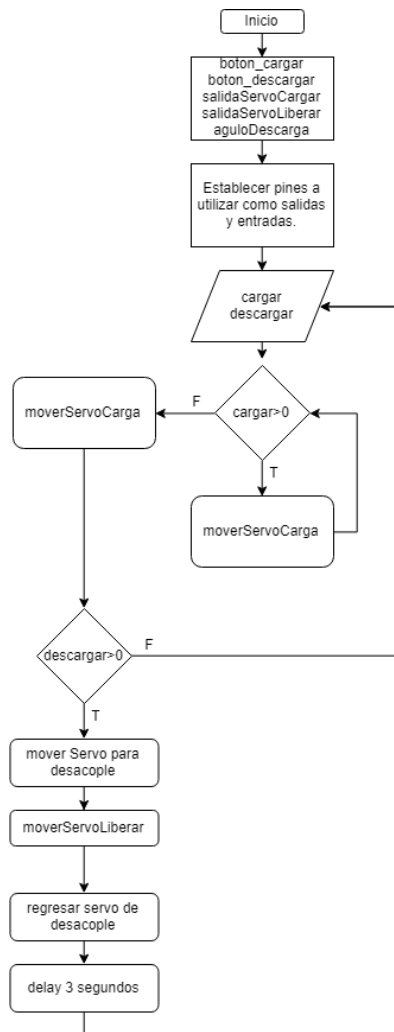 Inicio
boton_cargar
boton_descargar
salidaServoCargar
salidaServoLiberar
aguloDescarga
Establecer pines a
utilizar como salidas
y entradas.
cargar
descargar
moverServoCarga
F
cargar>0
T
moverServoCarga
descargar>0
F
T
mover Servo para
desacople
moverServoLiberar
regresar servo de
desacople
delay 3 segundos